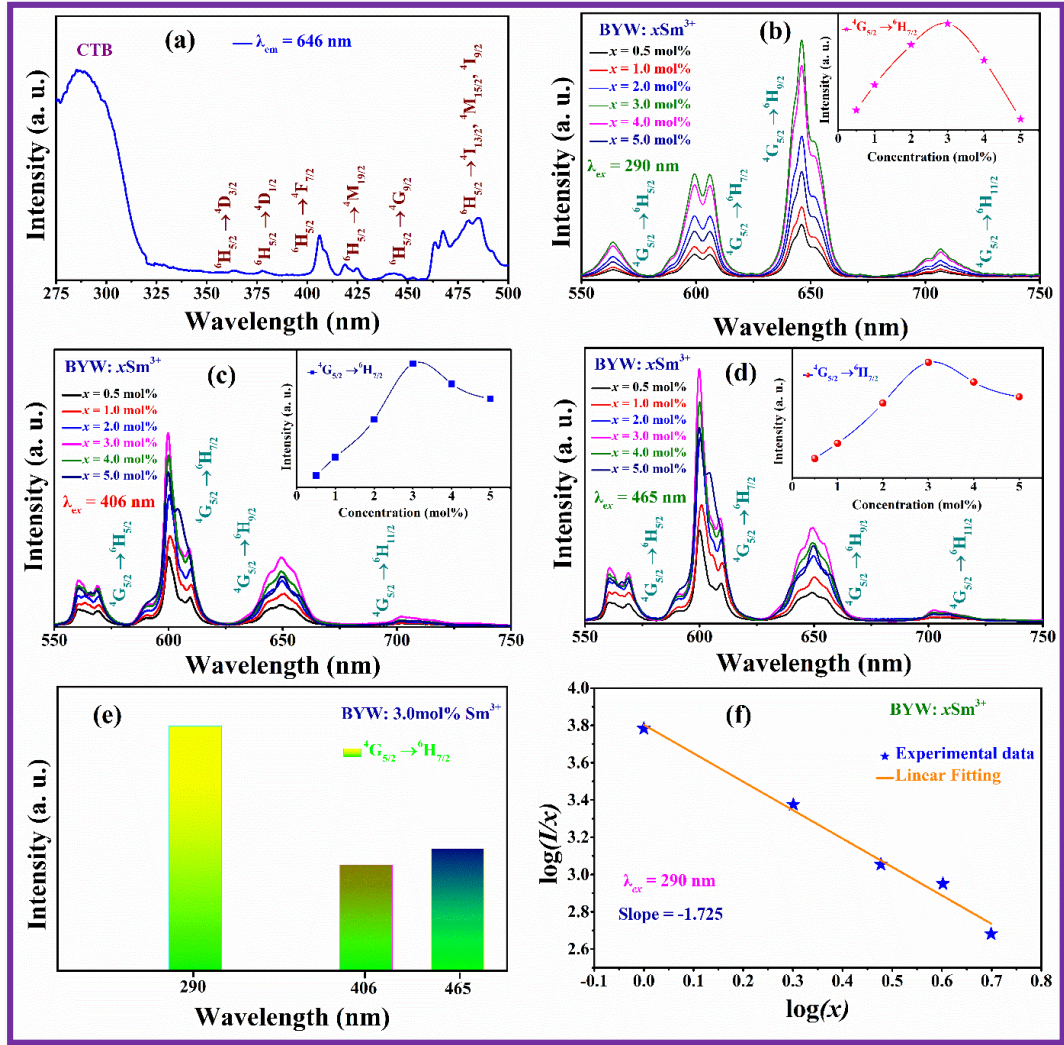 (a)
CTB
λem = 646 nm
⁶H5/2→⁴D3/2
⁶H5/2→⁴D1/2
⁶H5/2→⁴F7/2
⁶H5/2→⁴M19/2
⁶H5/2→⁴G9/2
⁶H5/2→⁴I13/2, ⁴M15/2, ⁴I9/2
Intensity (a. u.)
275 300 325 350 375 400 425 450 475 500
Wavelength (nm)
(b)
BYW: xSm³⁺
x = 0.5 mol%
x = 1.0 mol%
x = 2.0 mol%
x = 3.0 mol%
x = 4.0 mol%
x = 5.0 mol%
λex = 290 nm
⁴G5/2→⁶H5/2
⁴G5/2→⁶H7/2
⁴G5/2→⁶H9/2
⁴G5/2→⁶H11/2
⁴G5/2→⁶H7/2
Intensity (a. u.)
0 1 2 3 4 5
Concentration (mol%)
Intensity (a. u.)
550 600 650 700 750
Wavelength (nm)
(c)
BYW: xSm³⁺
x = 0.5 mol%
x = 1.0 mol%
x = 2.0 mol%
x = 3.0 mol%
x = 4.0 mol%
x = 5.0 mol%
λex = 406 nm
⁴G5/2→⁶H5/2
⁴G5/2→⁶H7/2
⁴G5/2→⁶H9/2
⁴G5/2→⁶H11/2
⁴G5/2→⁶H7/2
Intensity (a. u.)
0 1 2 3 4 5
Concentration (mol%)
Intensity (a. u.)
550 600 650 700 750
Wavelength (nm)
(d)
BYW: xSm³⁺
x = 0.5 mol%
x = 1.0 mol%
x = 2.0 mol%
x = 3.0 mol%
x = 4.0 mol%
x = 5.0 mol%
λex = 465 nm
⁴G5/2→⁶H5/2
⁴G5/2→⁶H7/2
⁴G5/2→⁶H9/2
⁴G5/2→⁶H11/2
⁴G5/2→⁶H7/2
Intensity (a. u.)
0 1 2 3 4 5
Concentration (mol%)
Intensity (a. u.)
550 600 650 700 750
Wavelength (nm)
(e)
BYW: 3.0mol% Sm³⁺
⁴G5/2→⁶H7/2
Intensity (a. u.)
290 406 465
Wavelength (nm)
(f)
BYW: xSm³⁺
Experimental data
Linear Fitting
λex = 290 nm
Slope = -1.725
log(I/x)
4.0
3.8
3.6
3.4
3.2
3.0
2.8
2.6
-0.1 0.0 0.1 0.2 0.3 0.4 0.5 0.6 0.7 0.8
log(x)